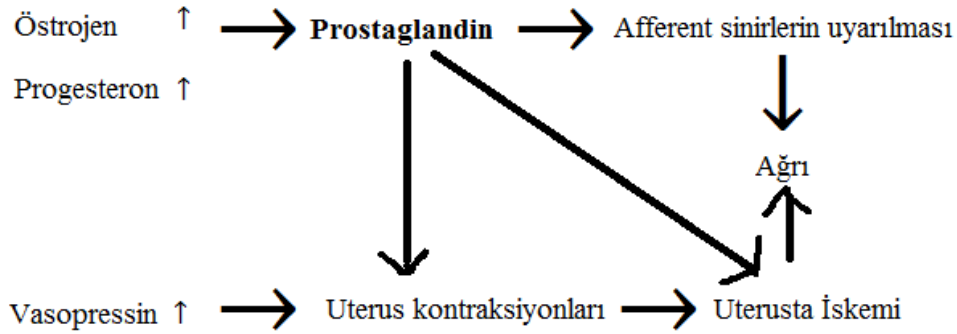 Östrojen ↑ → Prostaglandin → Afferent sinirlerin uyarılması
Progesteron ↑
Ağrı
Vasopressin ↑ → Uterus kontraksiyonları → Uterusta İskemi